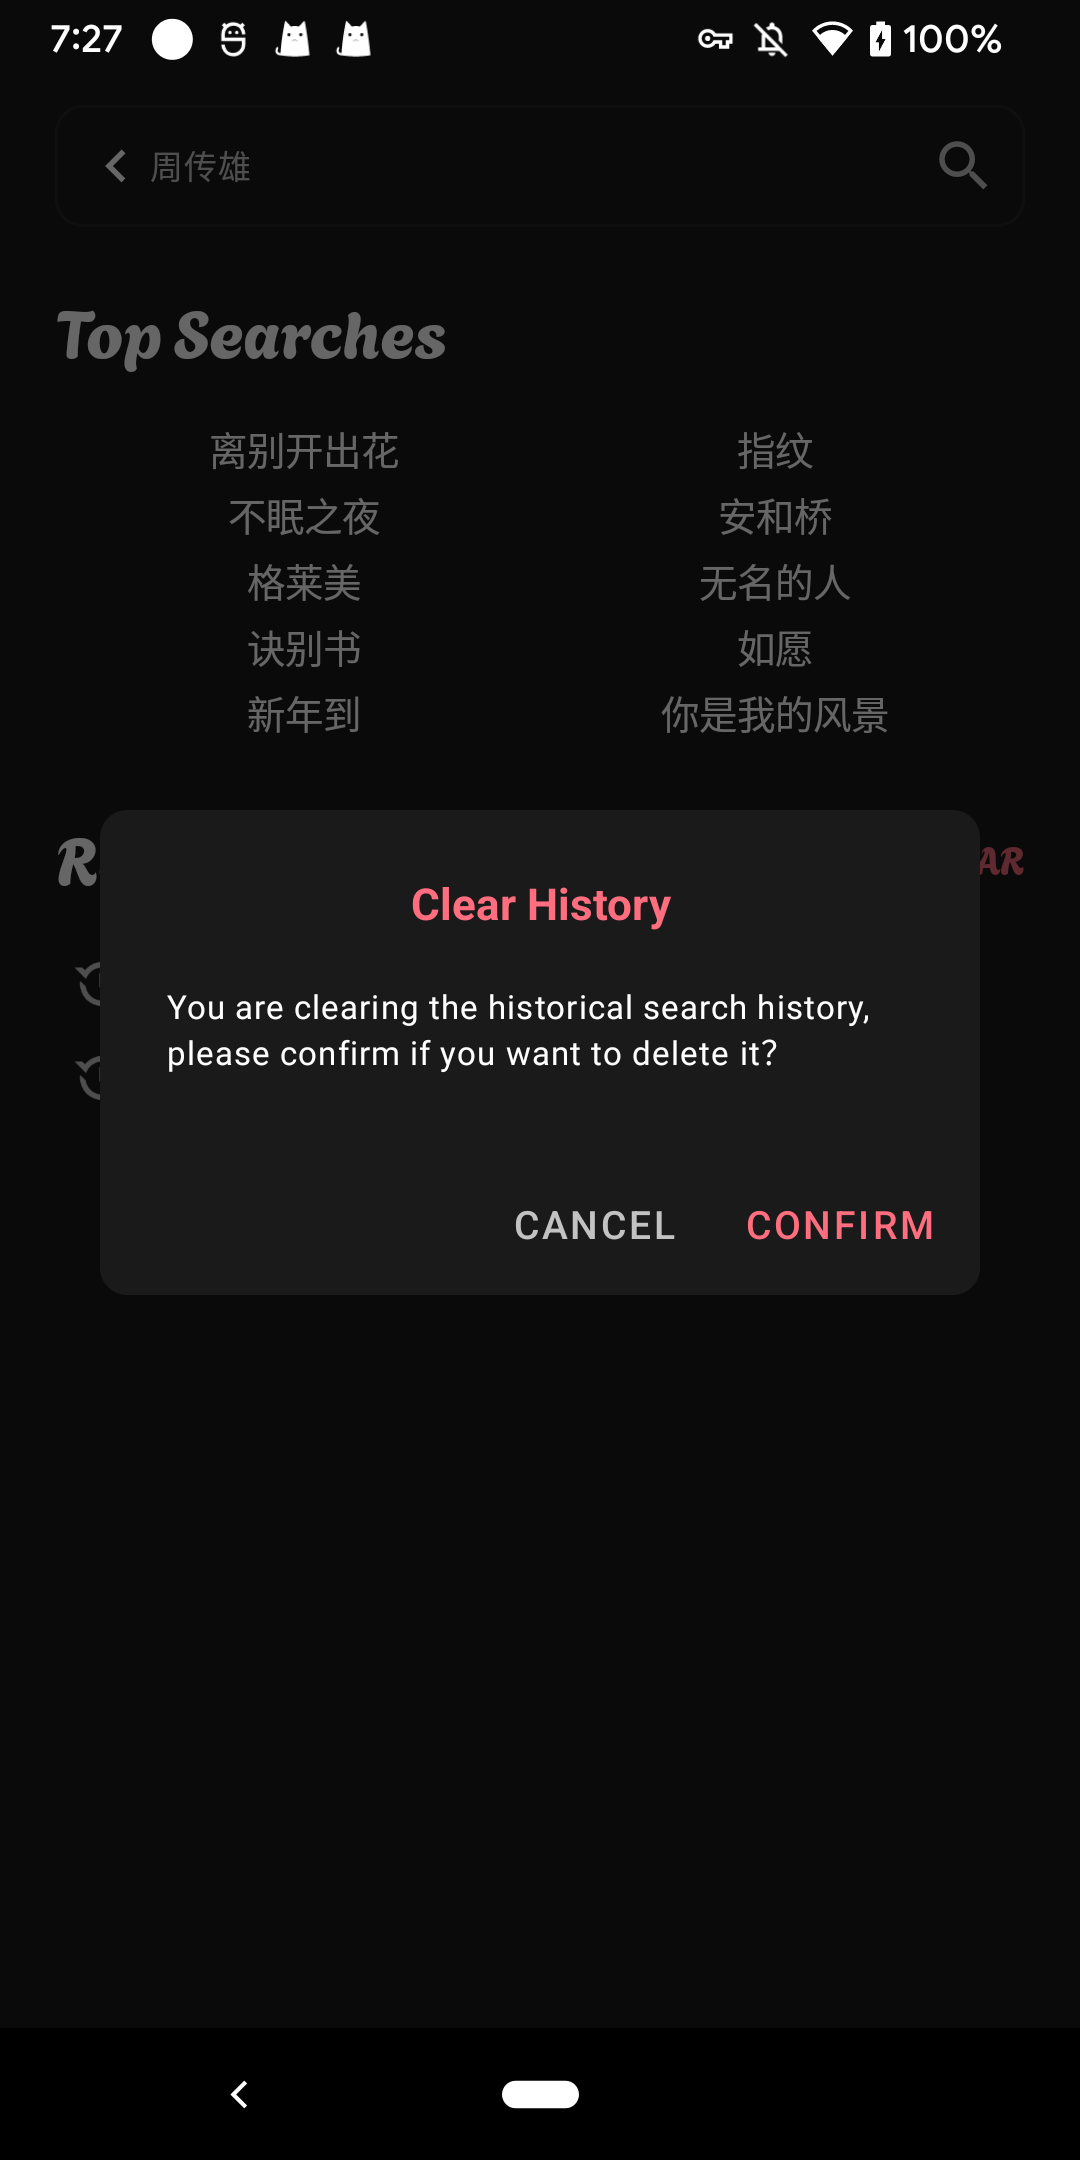 7:27
100%
周传雄
Top Searches
离别开出花
指纹
不眠之夜
安和桥
格莱美
无名的人
诀别书
如愿
新年到
你是我的风景
Clear History
You are clearing the historical search history,
please confirm if you want to delete it?
CANCEL
CONFIRM